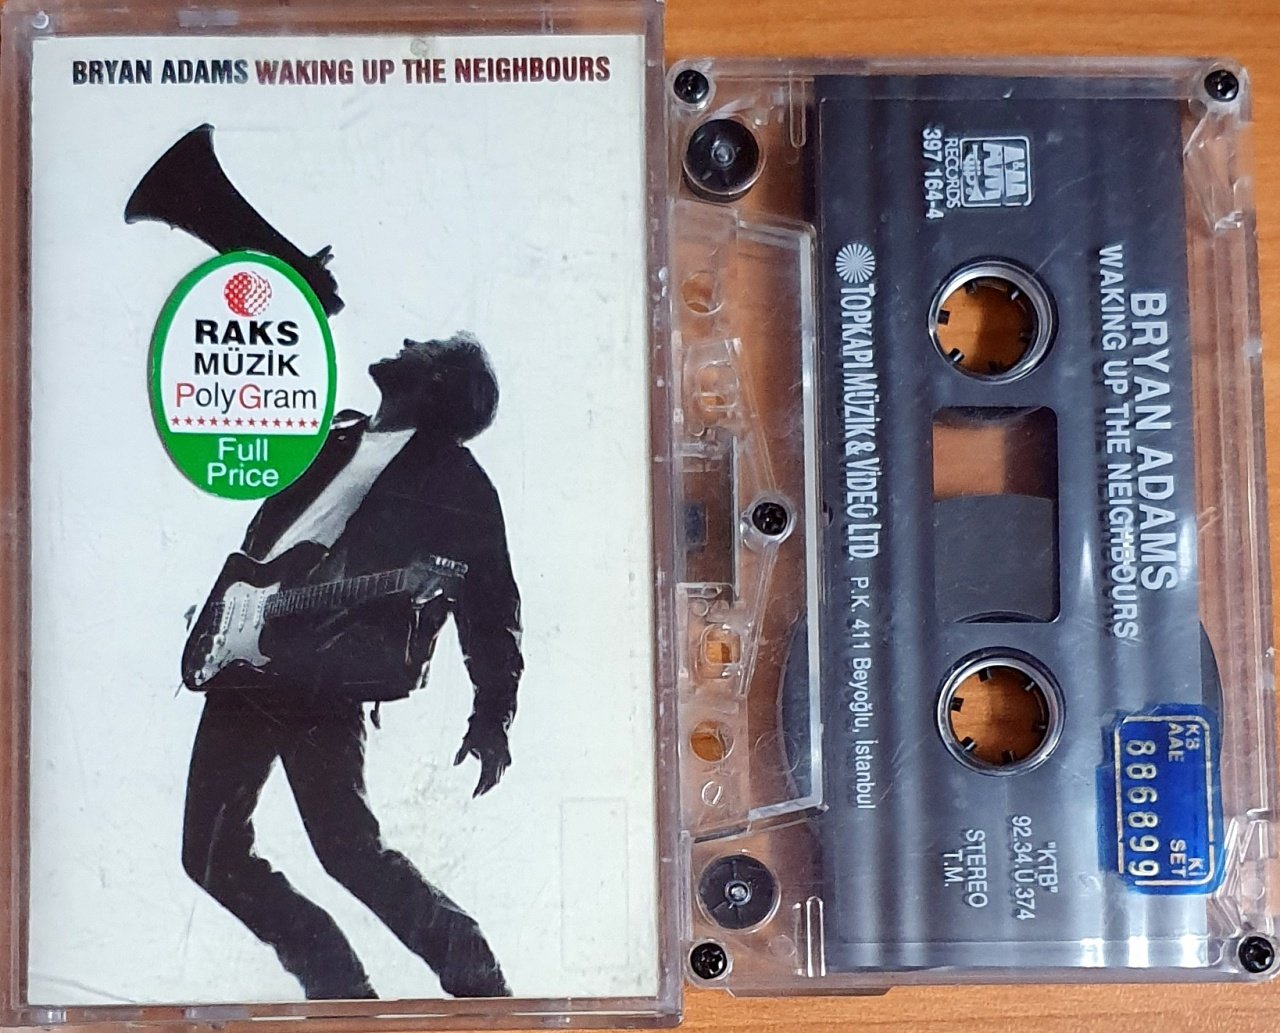 BRYAN ADAMS WAKING UP THE NEIGHBOURS
RAKS
MÜZİK
PolyGram
Full
Price
BRYAN ADAMS
WAKING UP THE NEIGHBOURS
A&M
RECORDS
397 164-4
TOPKAPI MÜZİK & VİDEO LTD. P.K. 411 Beyoğlu, İstanbul
"KTB"
92.34.Ü.374
STEREO
T.M.
KB KI
AAE SET
886899